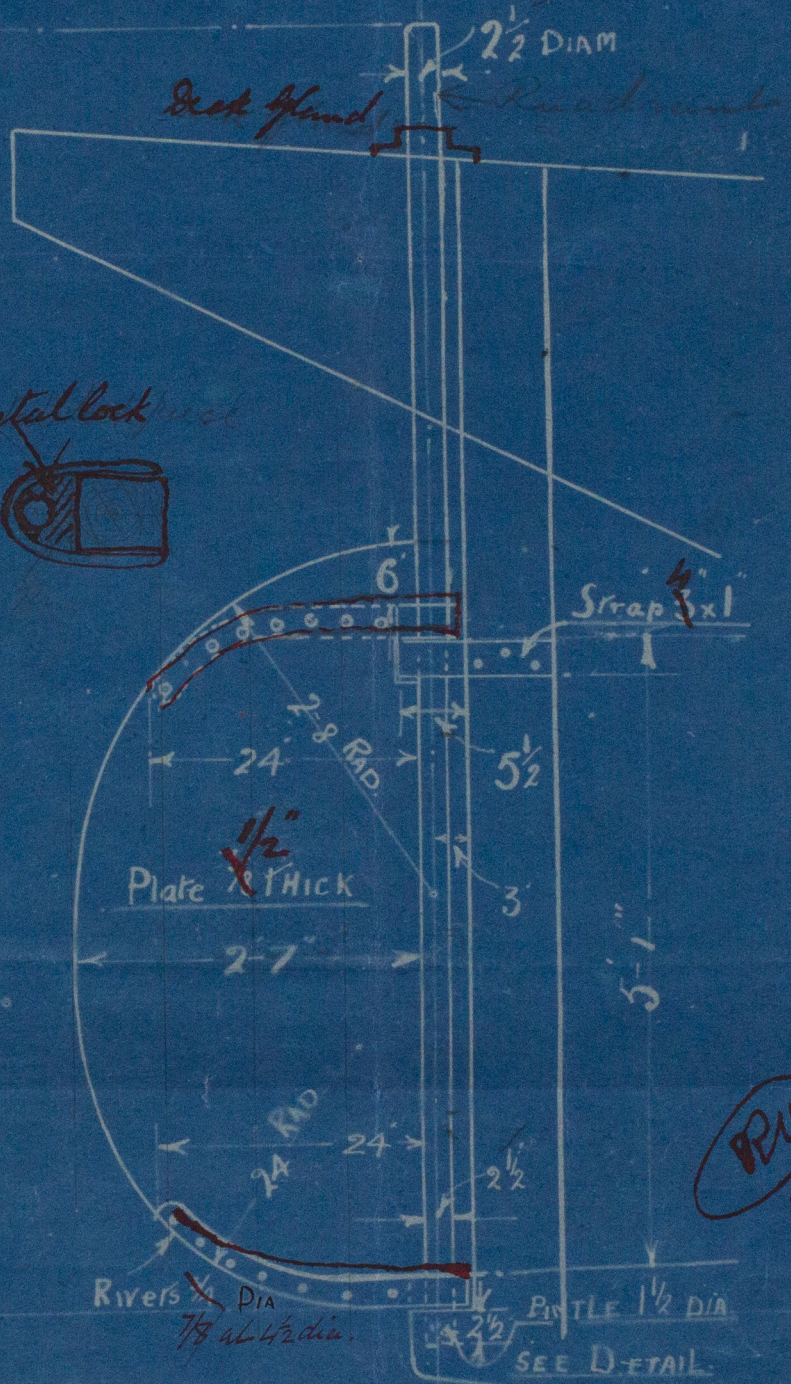 2½ DIAM
Deck Gland
lock
6"
Strap 4" x 1"
2-8 RAD.
24"
5½
1/2"
Plate THICK
3
2-7"
5-1"
24 RAD
24"
2½
Rivers ¾ DIA
7/8 at 4½ dia.
2½
PINTLE 1½ DIA
SEE DETAIL.